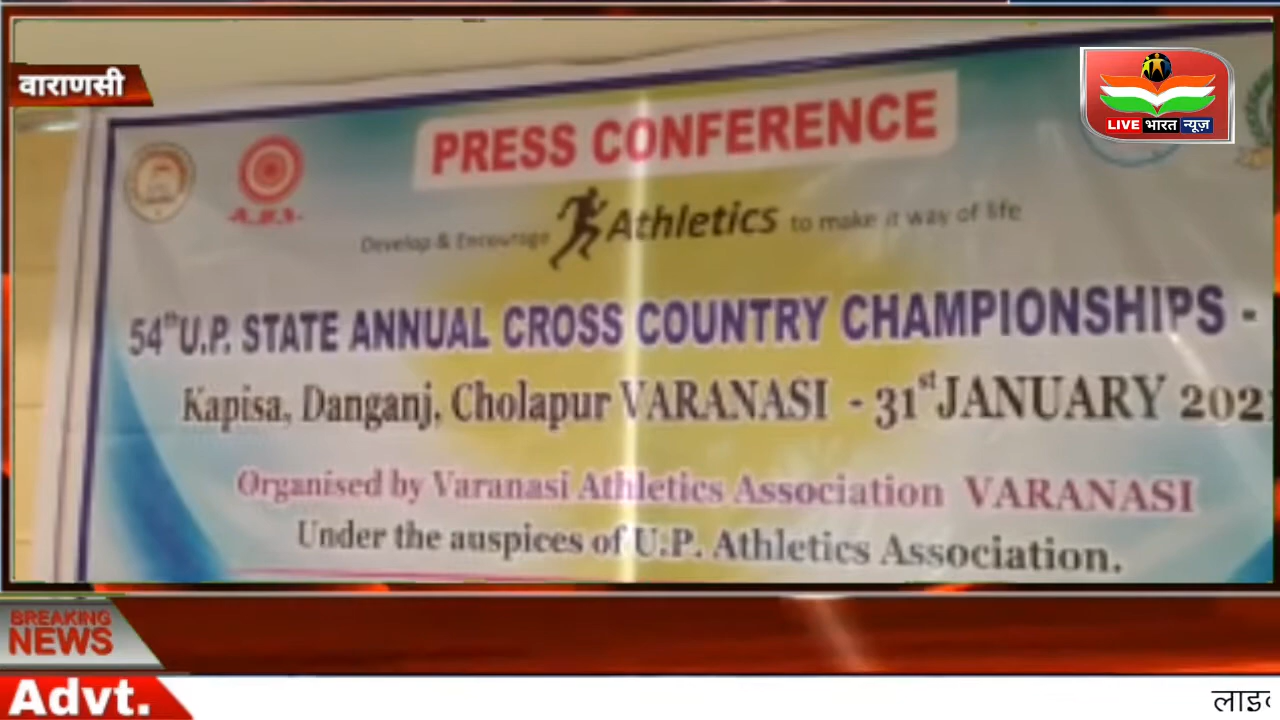 वाराणसी
LIVE भारत न्यूज़
PRESS CONFERENCE
A.F.I.
Develop & Encourage Athletics to make it way of life
54th U.P. STATE ANNUAL CROSS COUNTRY CHAMPIONSHIPS -
Kapisa, Danganj, Cholapur VARANASI - 31st JANUARY 2021
Organised by Varanasi Athletics Association VARANASI
Under the auspices of U.P. Athletics Association.
BREAKING
NEWS
Advt.